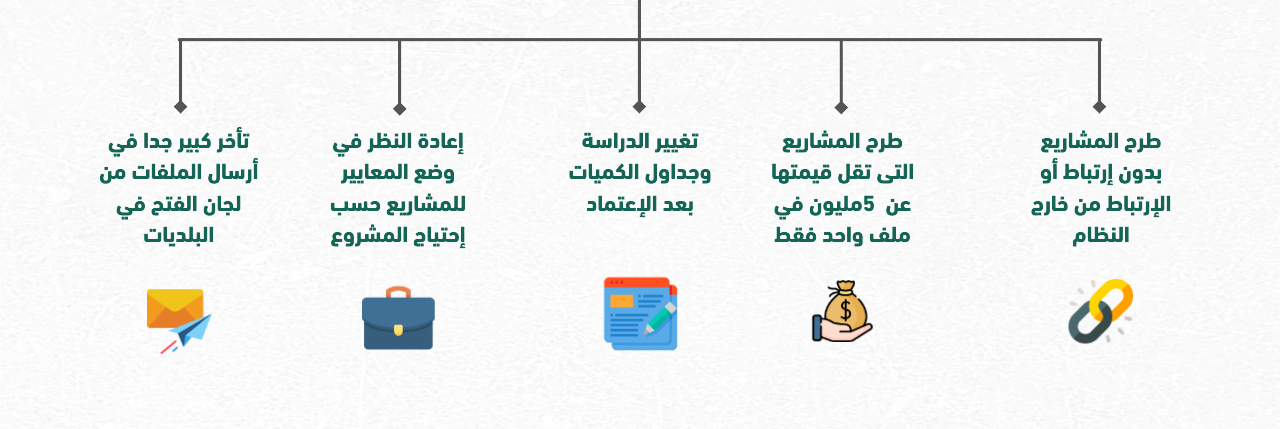 طرح المشاريع
بدون إرتباط أو
الإرتباط من خارج
النظام
طرح المشاريع
التى تقل قيمتها
عن 5مليون في
ملف واحد فقط
تغيير الدراسة
وجداول الكميات
بعد الإعتماد
إعادة النظر في
وضع المعايير
للمشاريع حسب
إحتياج المشروع
تأخر كبير جدا في
أرسال الملفات من
لجان الفتح في
البلديات